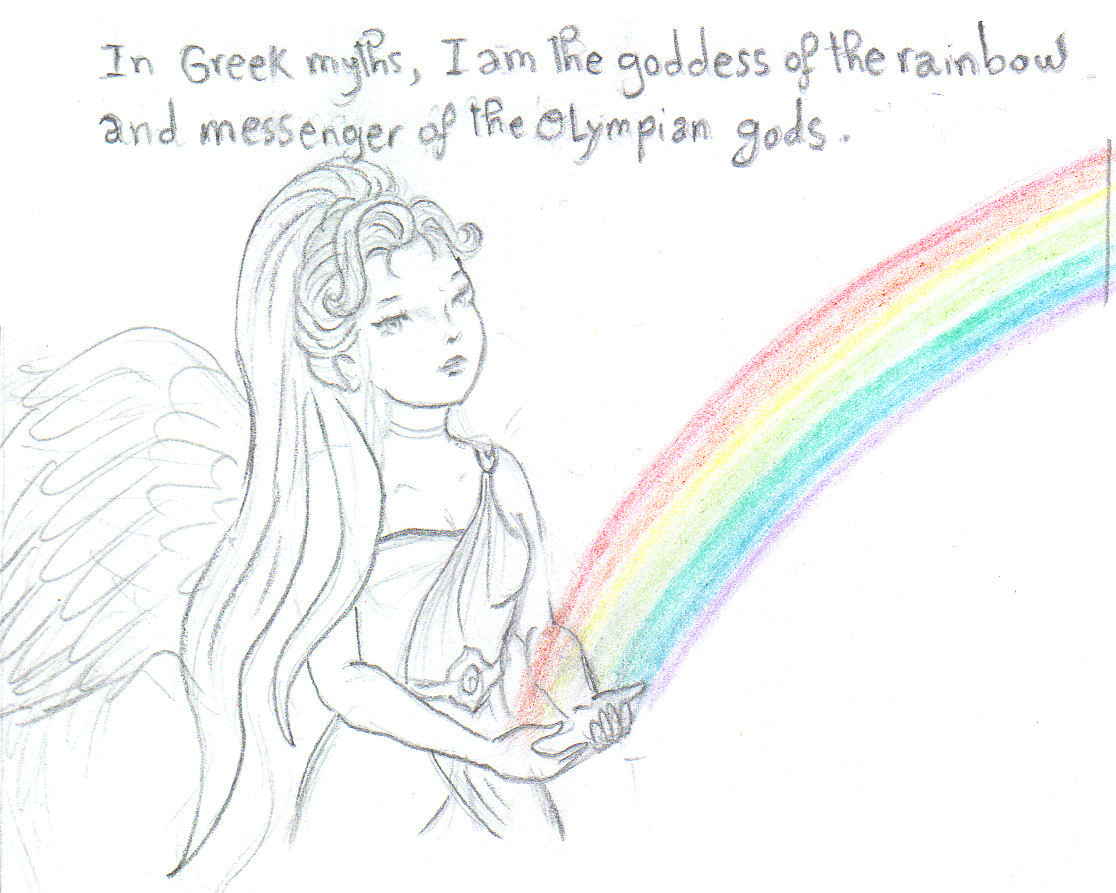 In Greek myths, I am the goddess of the rainbow
and messenger of the Olympian gods.